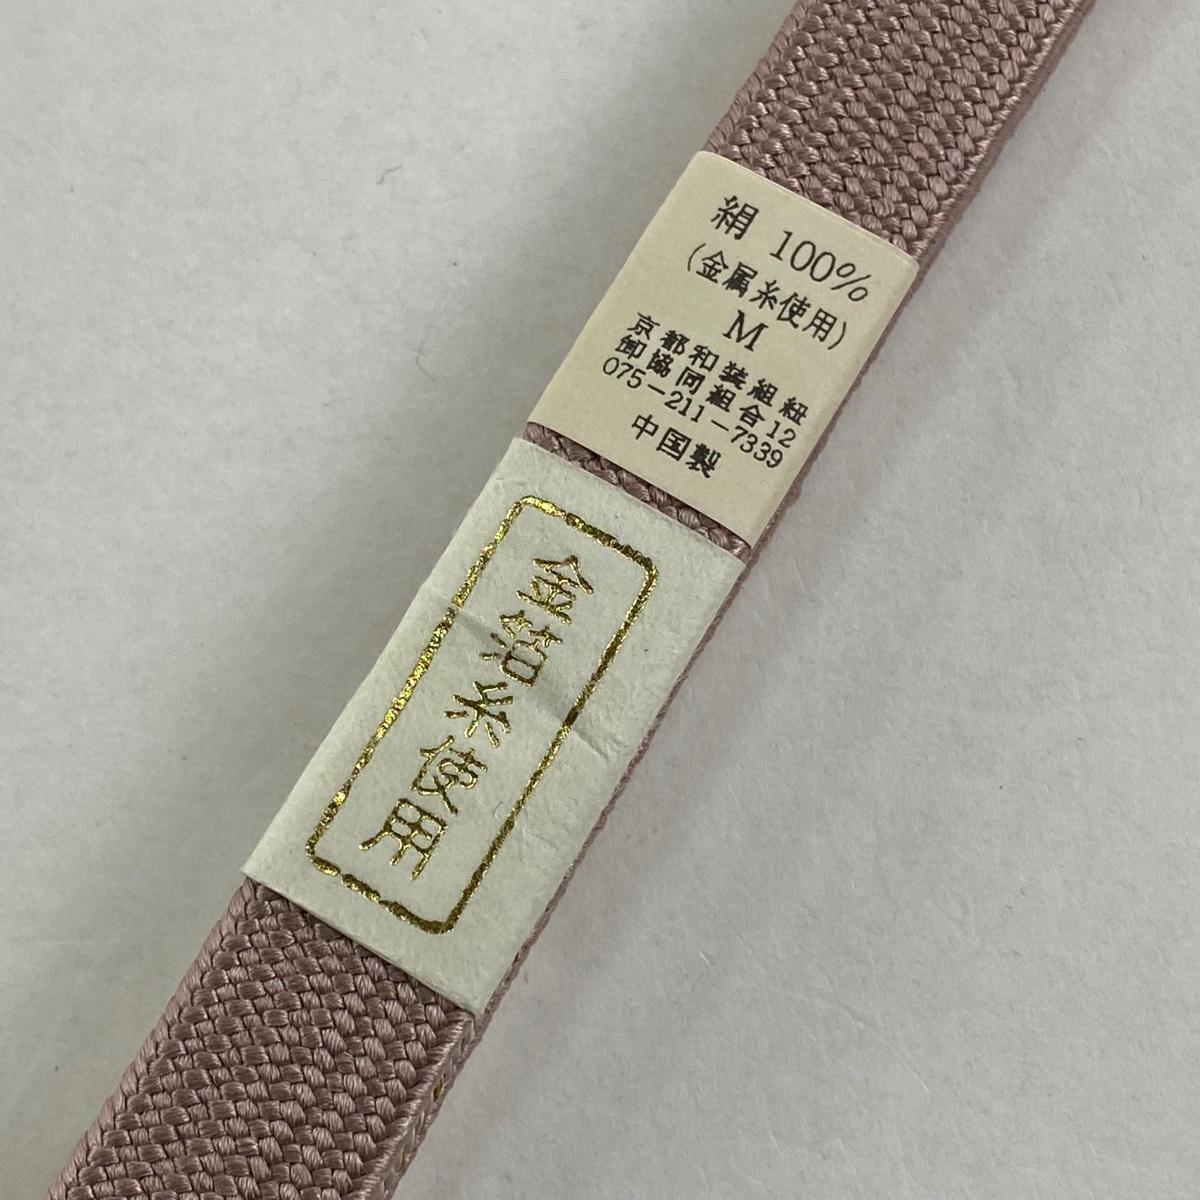 絹 100%
(金属糸使用)
M
京都和装組紐
卸協同組合12
075-211-7339
中国製
金箔糸使用